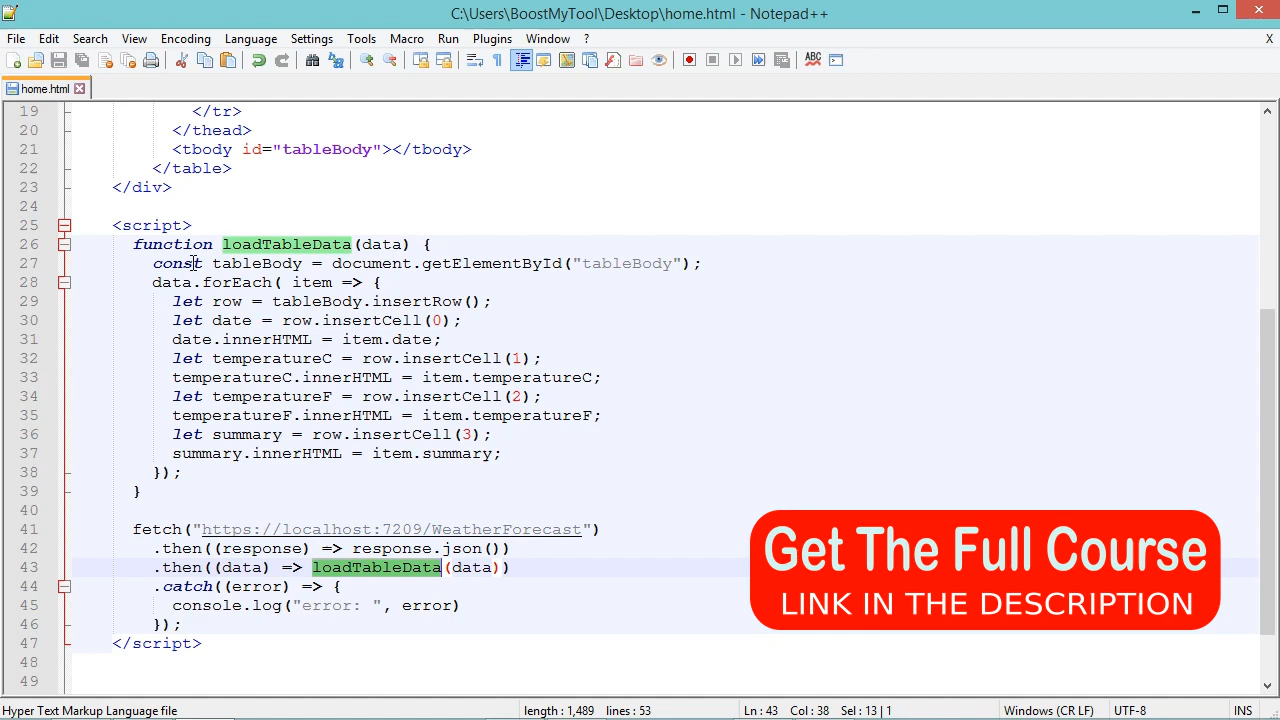 C:\Users\BoostMyTool\Desktop\home.html - Notepad++
File Edit Search View Encoding Language Settings Tools Macro Run Plugins Window ? X
ABC
home.html
19 </tr>
20 </thead>
21 <tbody id="tableBody"></tbody>
22 </table>
23 </div>
24
25 <script>
26 function loadTableData(data) {
27 const tableBody = document.getElementById("tableBody");
28 data.forEach( item => {
29 let row = tableBody.insertRow();
30 let date = row.insertCell(0);
31 date.innerHTML = item.date;
32 let temperatureC = row.insertCell(1);
33 temperatureC.innerHTML = item.temperatureC;
34 let temperatureF = row.insertCell(2);
35 temperatureF.innerHTML = item.temperatureF;
36 let summary = row.insertCell(3);
37 summary.innerHTML = item.summary;
38 });
39 }
40
41 fetch("https://localhost:7209/WeatherForecast")
42 .then((response) => response.json())
43 .then((data) => loadTableData(data))
44 .catch((error) => {
45 console.log("error: ", error)
46 });
47 </script>
48
49
Get The Full Course
LINK IN THE DESCRIPTION
Hyper Text Markup Language file length : 1,489 lines : 53 Ln : 43 Col : 38 Sel : 13 | 1 Windows (CR LF) UTF-8 INS